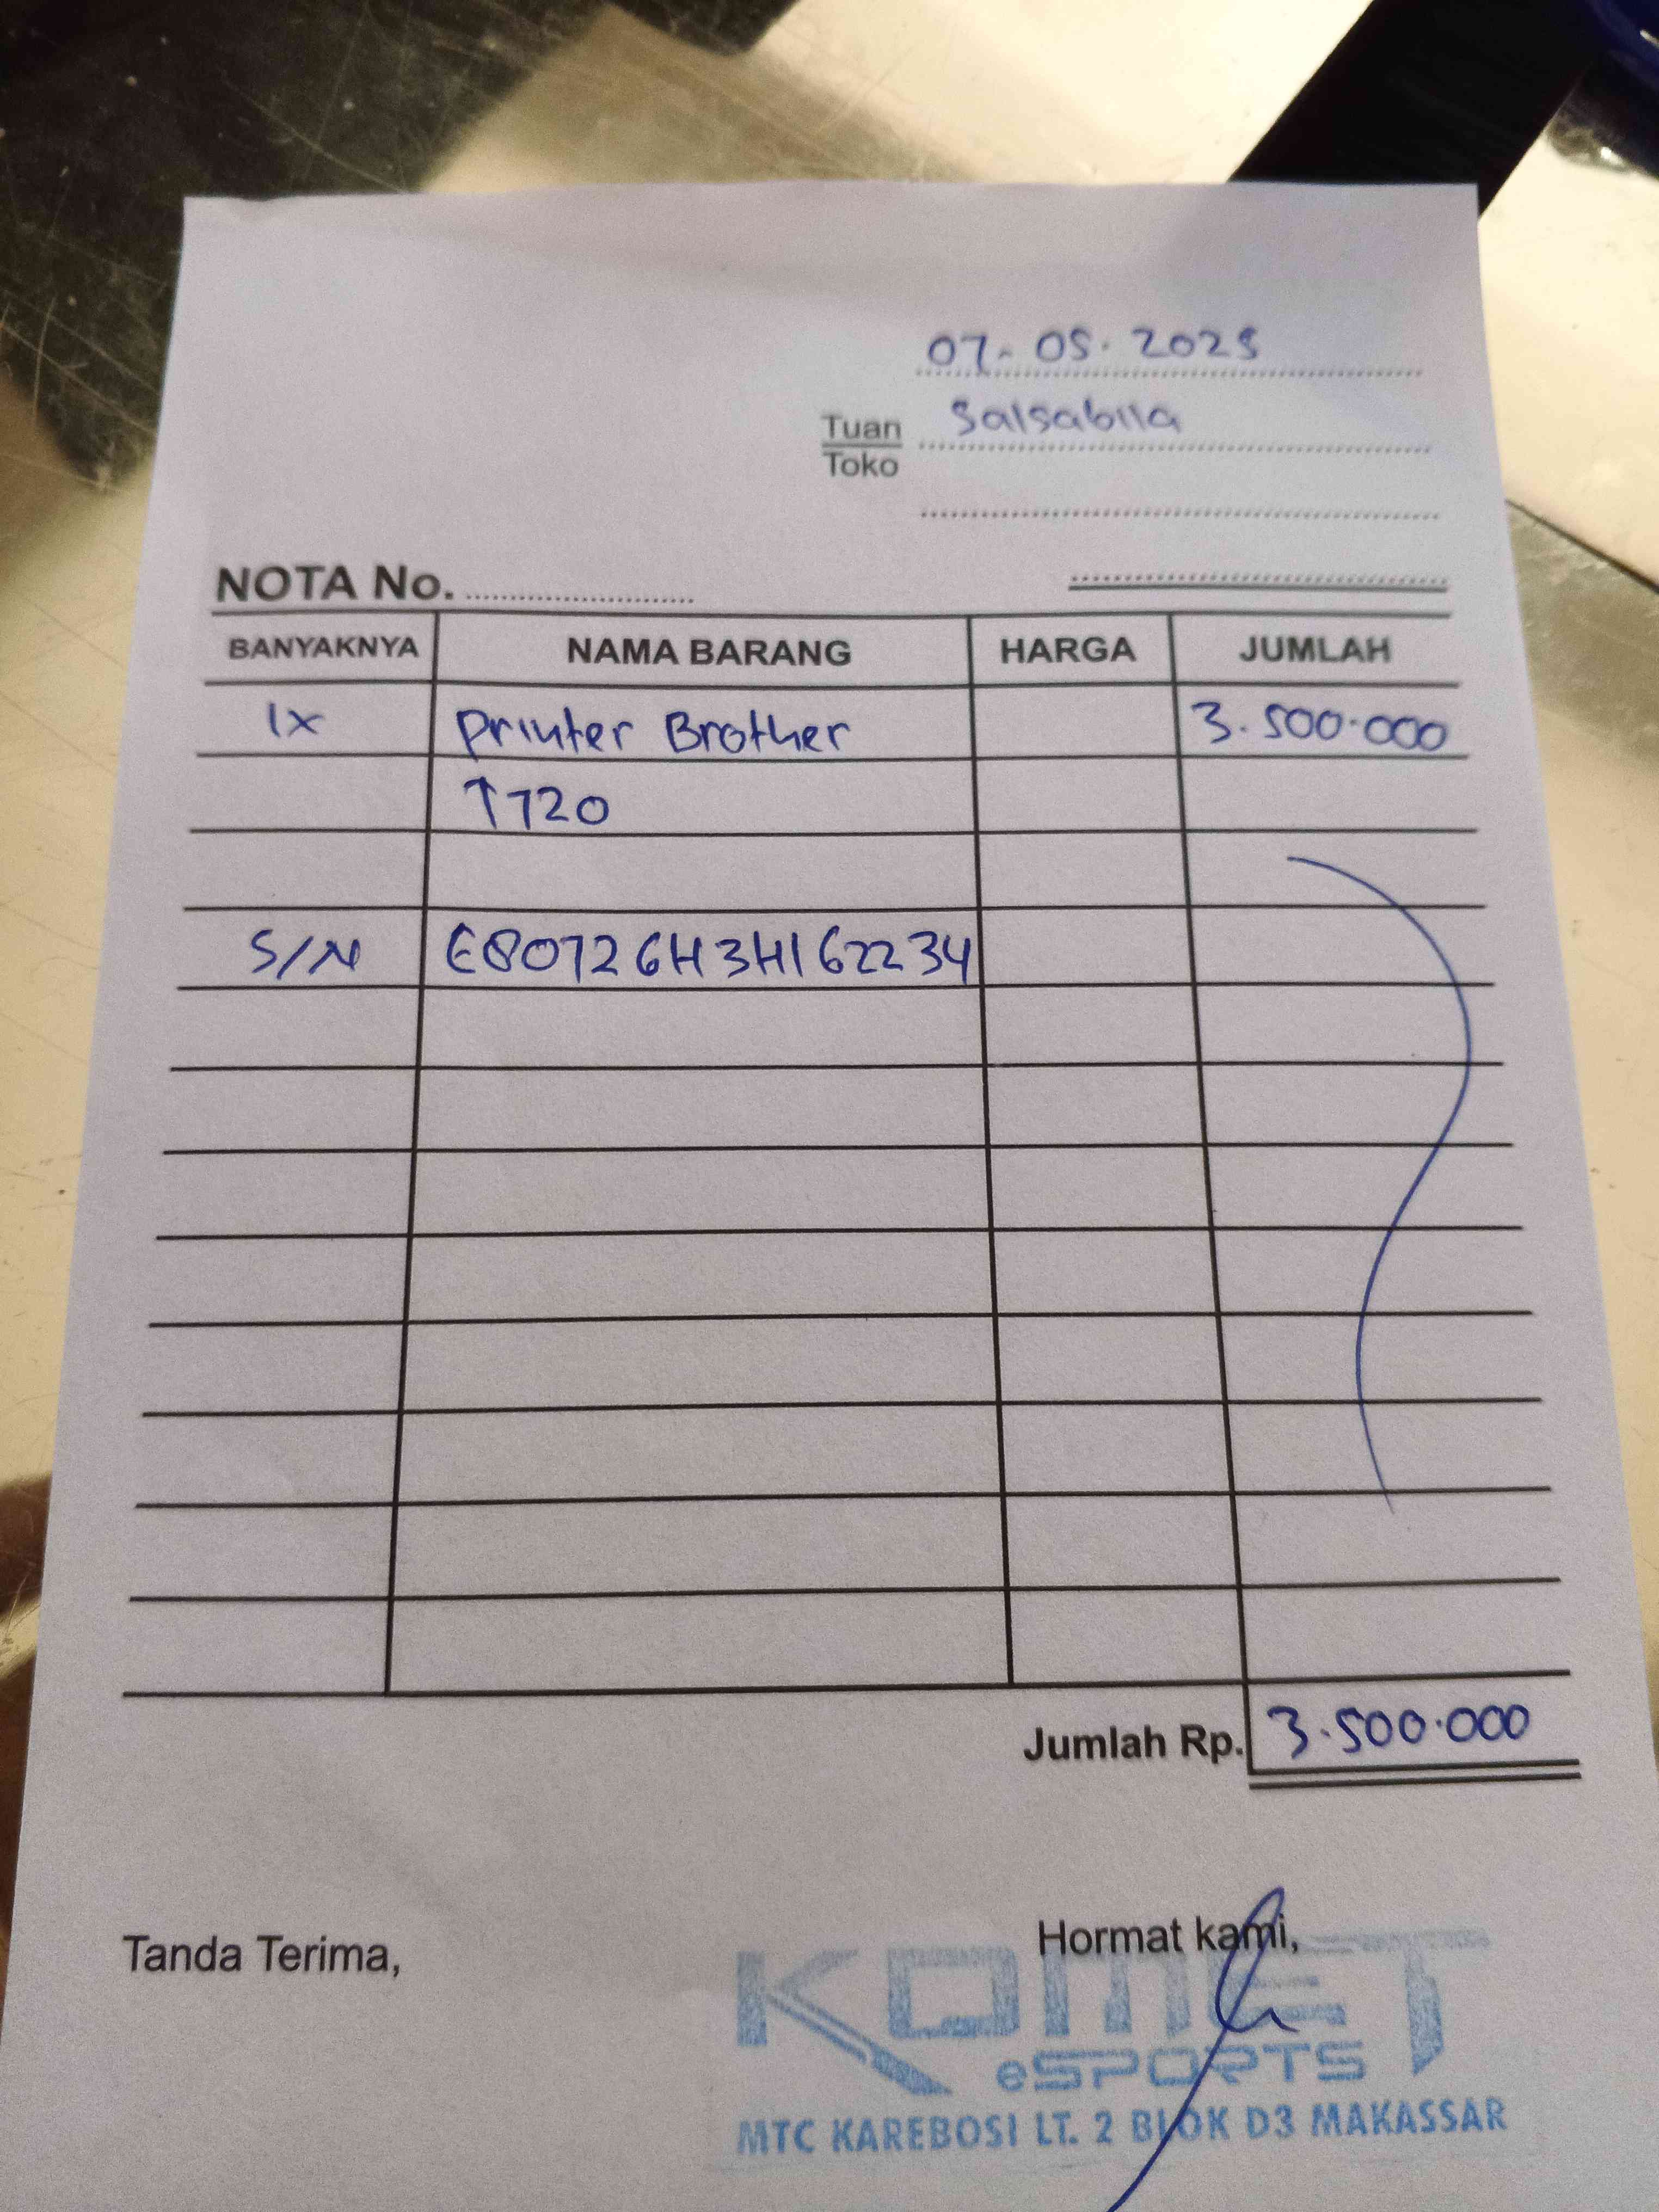 07-05-2025
Tuan Salsabila
Toko
NOTA No.
BANYAKNYA NAMA BARANG HARGA JUMLAH
1x Printer Brother 3.500.000
T720
S/N E80726H3H162234
Jumlah Rp. 3.500.000
Tanda Terima, Hormat kami,
KOMET
eSPORTS
MTC KAREBOSI LT. 2 BLOK D3 MAKASSAR